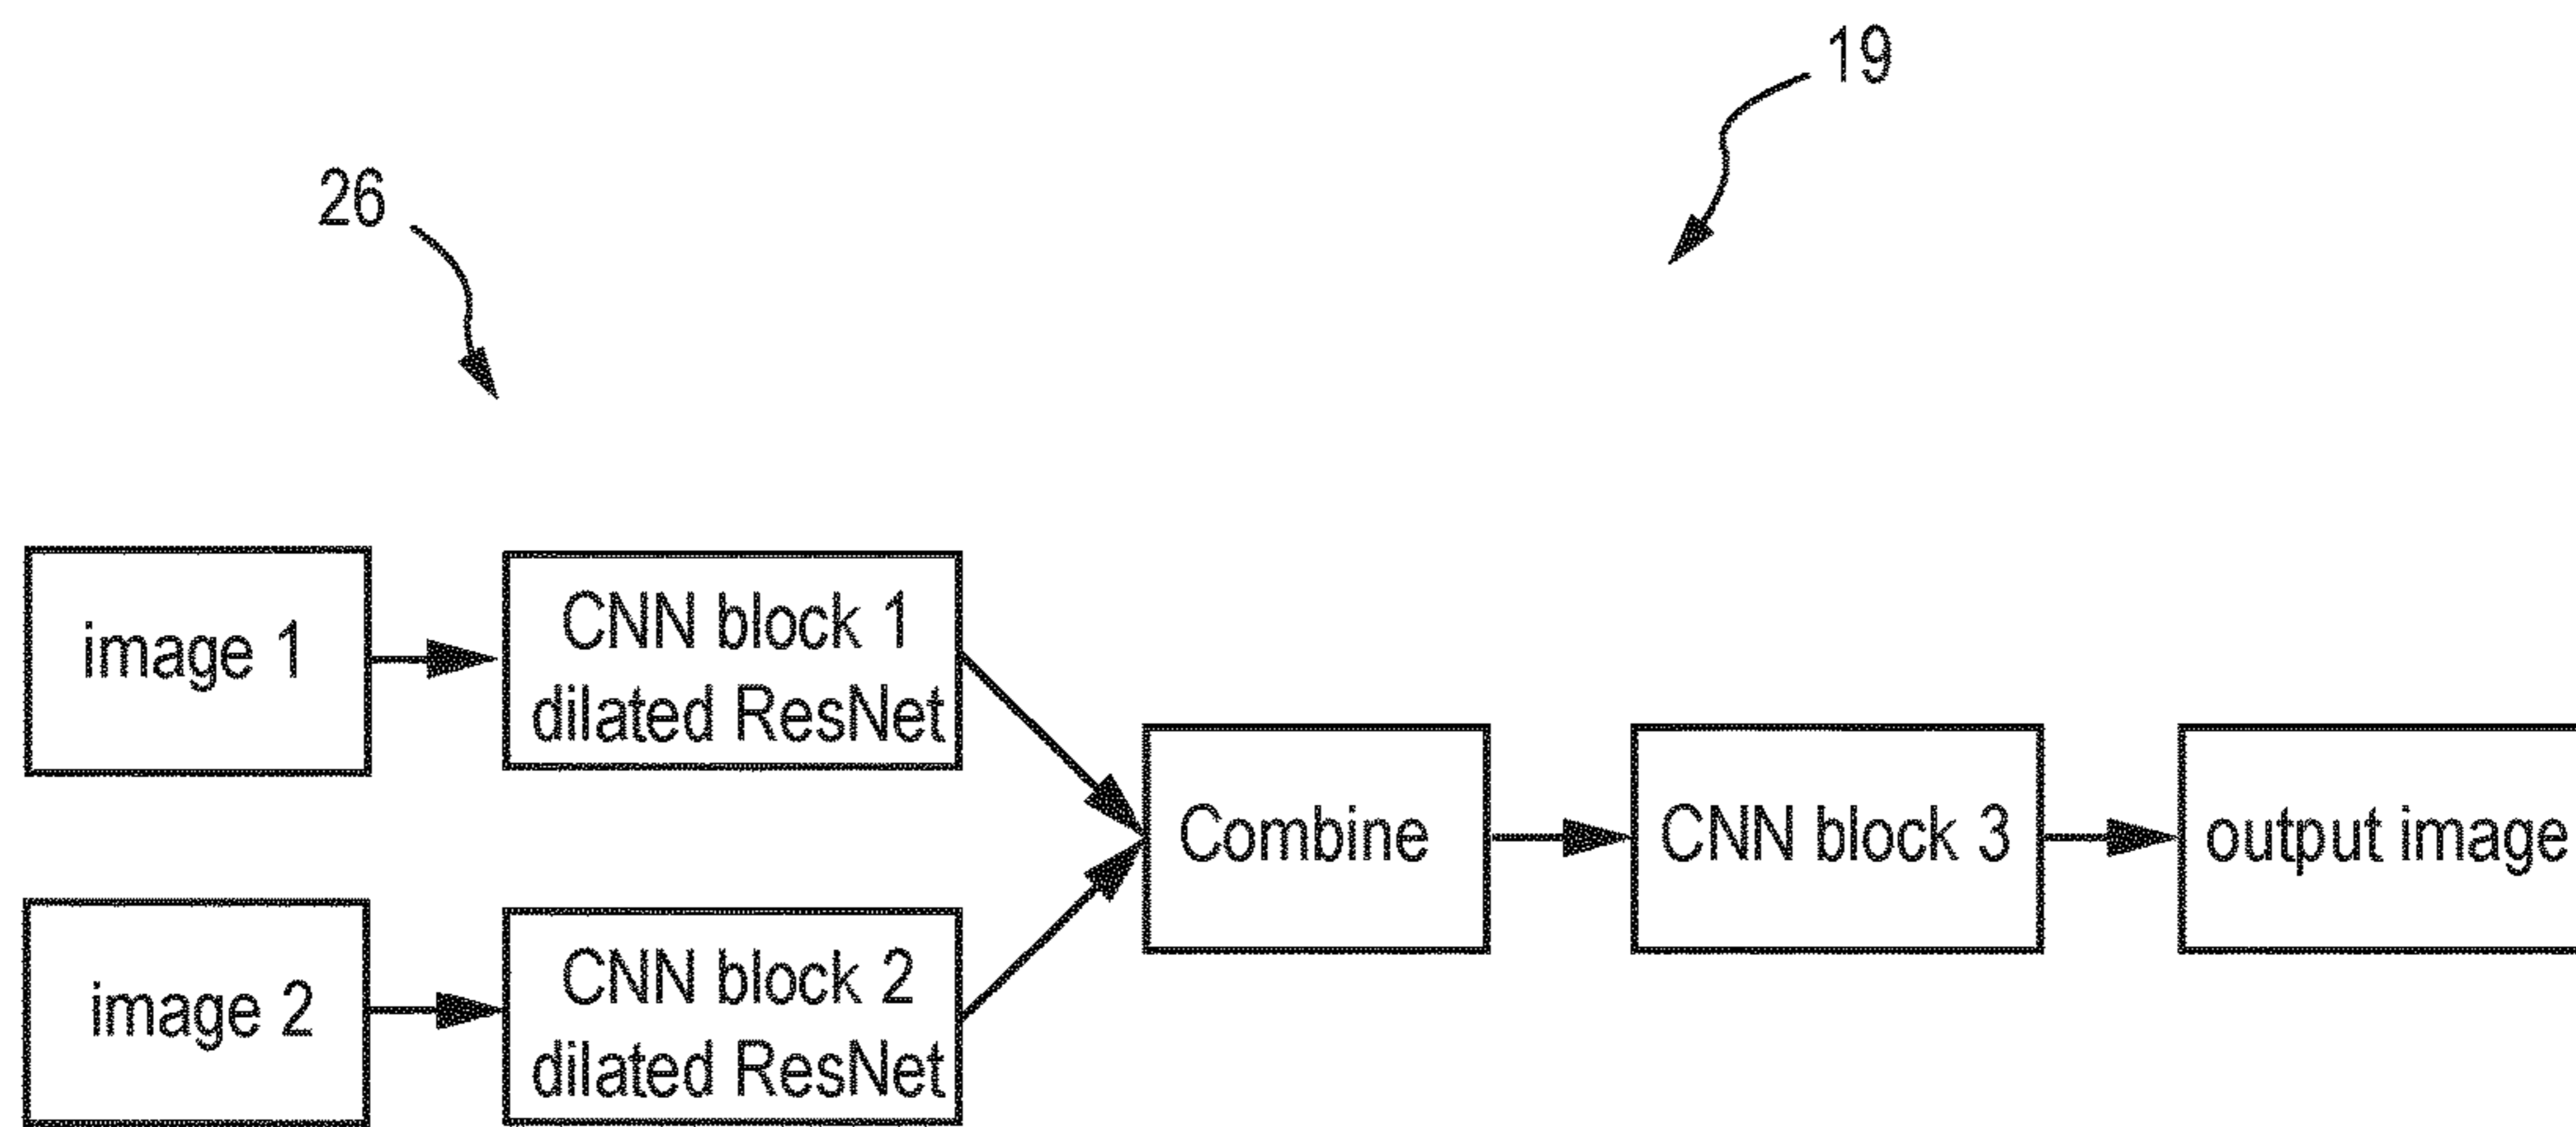 19
26
image 1
CNN block 1
dilated ResNet
image 2
CNN block 2
dilated ResNet
Combine
CNN block 3
output image